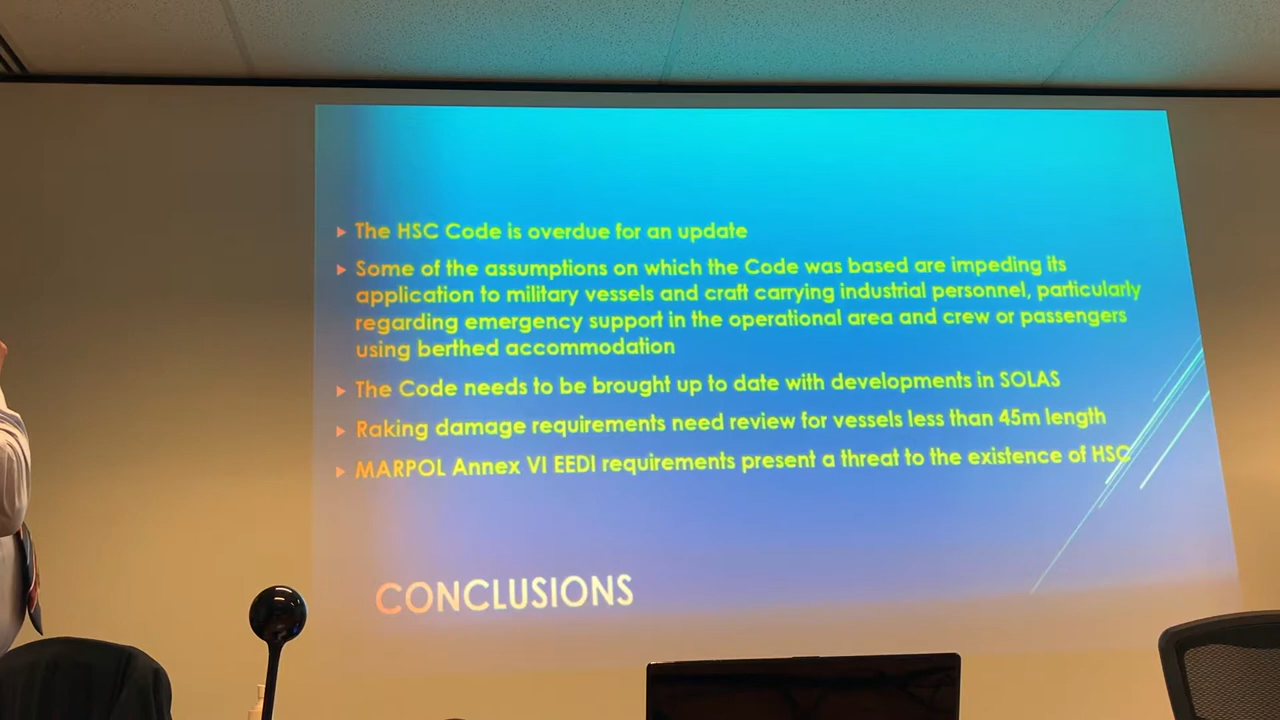 The HSC Code is overdue for an update
Some of the assumptions on which the Code was based are impeding its
application to military vessels and craft carrying industrial personnel, particularly
regarding emergency support in the operational area and crew or passengers
using berthed accommodation
The Code needs to be brought up to date with developments in SOLAS
Raking damage requirements need review for vessels less than 45m length
MARPOL Annex VI EEDI requirements present a threat to the existence of HSC
CONCLUSIONS